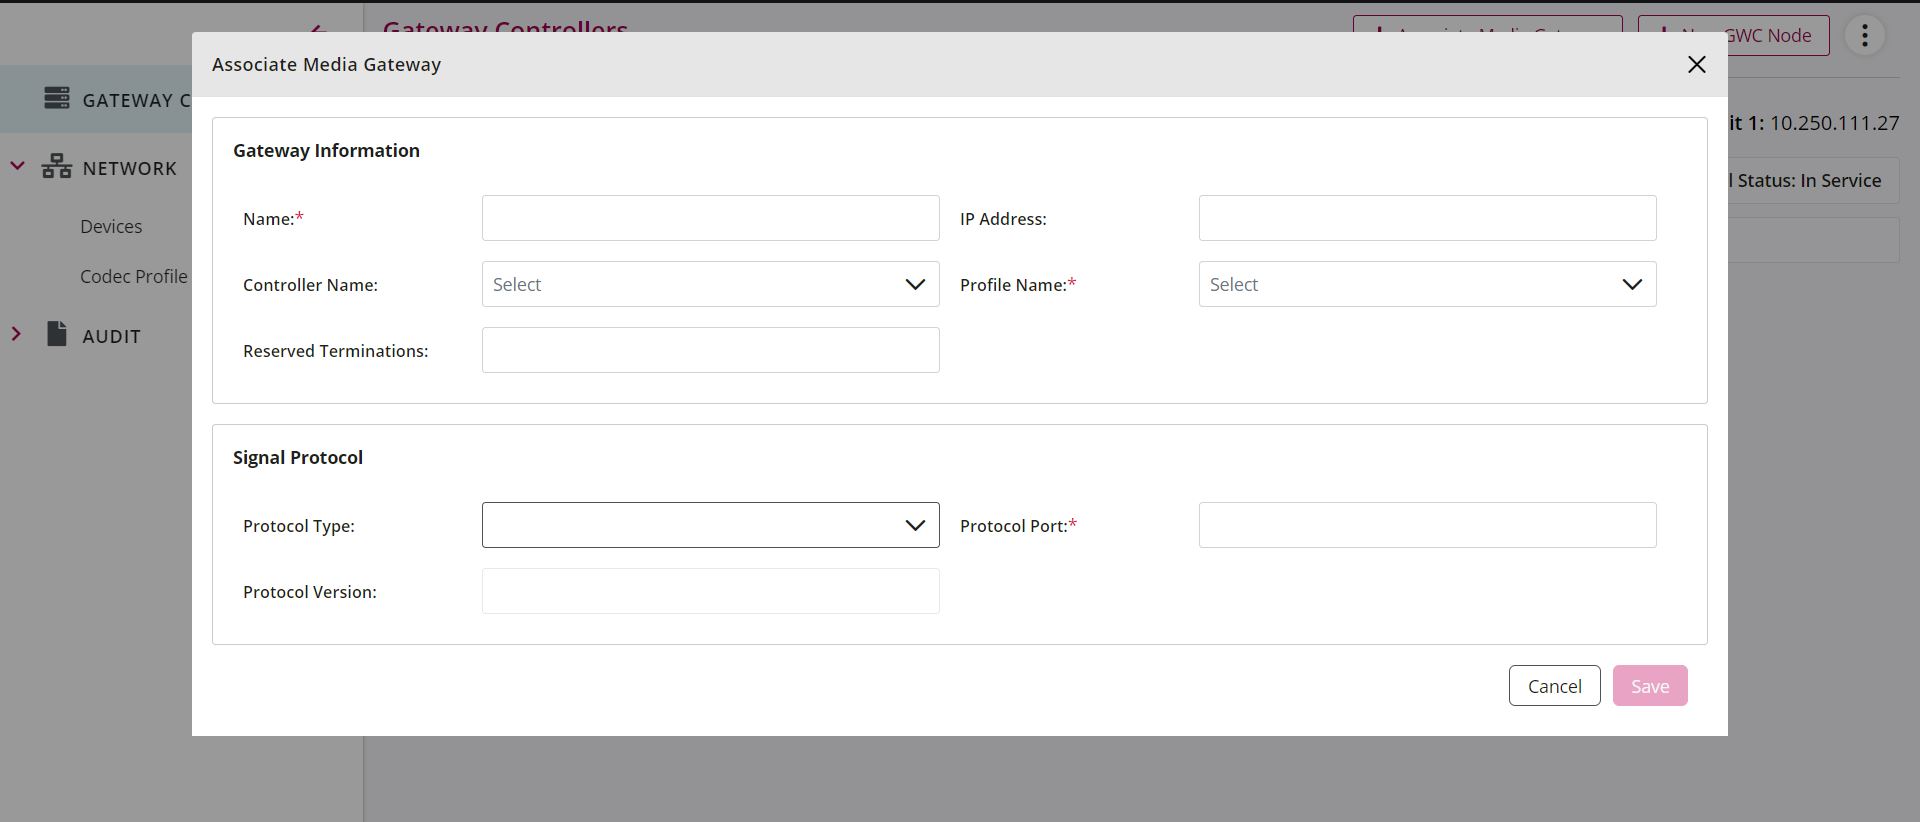 Gateway Controllers
GWC Node
Associate Media Gateway
GATEWAY C
it 1: 10.250.111.27
Gateway Information
NETWORK
l Status: In Service
Name:*
IP Address:
Devices
Controller Name:
Select
Profile Name:*
Select
Codec Profile
AUDIT
Reserved Terminations:
Signal Protocol
Protocol Type:
Protocol Port:*
Protocol Version:
Cancel
Save